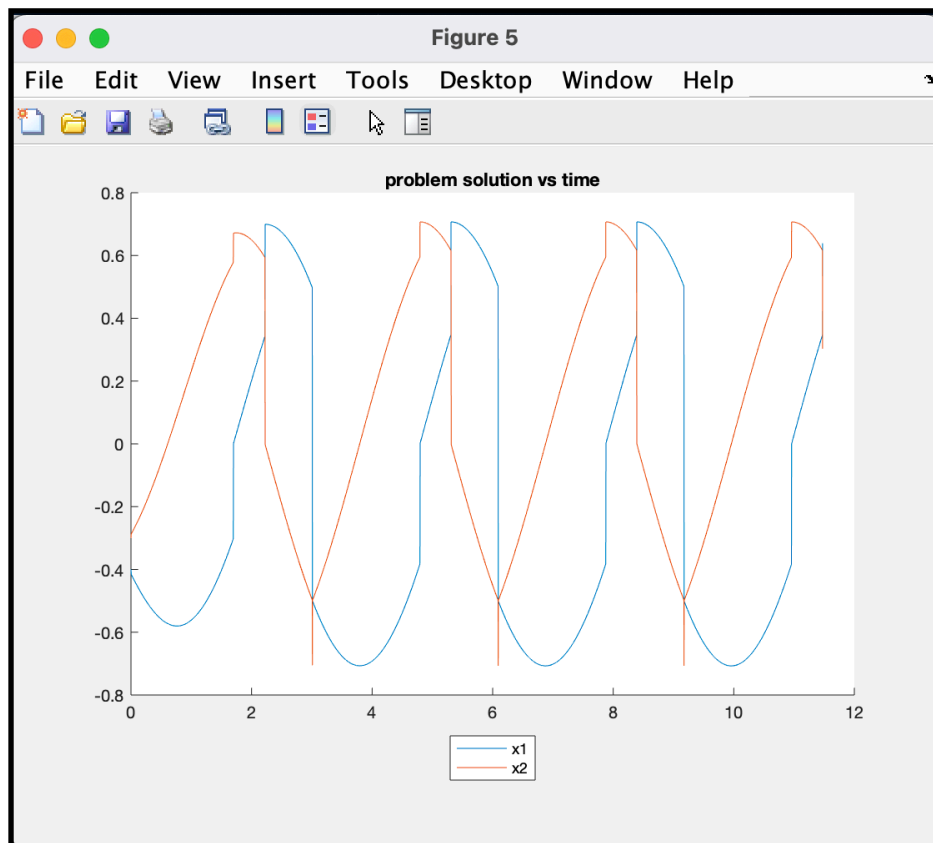 Figure 5
File Edit View Insert Tools Desktop Window Help
problem solution vs time
0.8
0.6
0.4
0.2
0
-0.2
-0.4
-0.6
-0.8
0 2 4 6 8 10 12
x1
x2